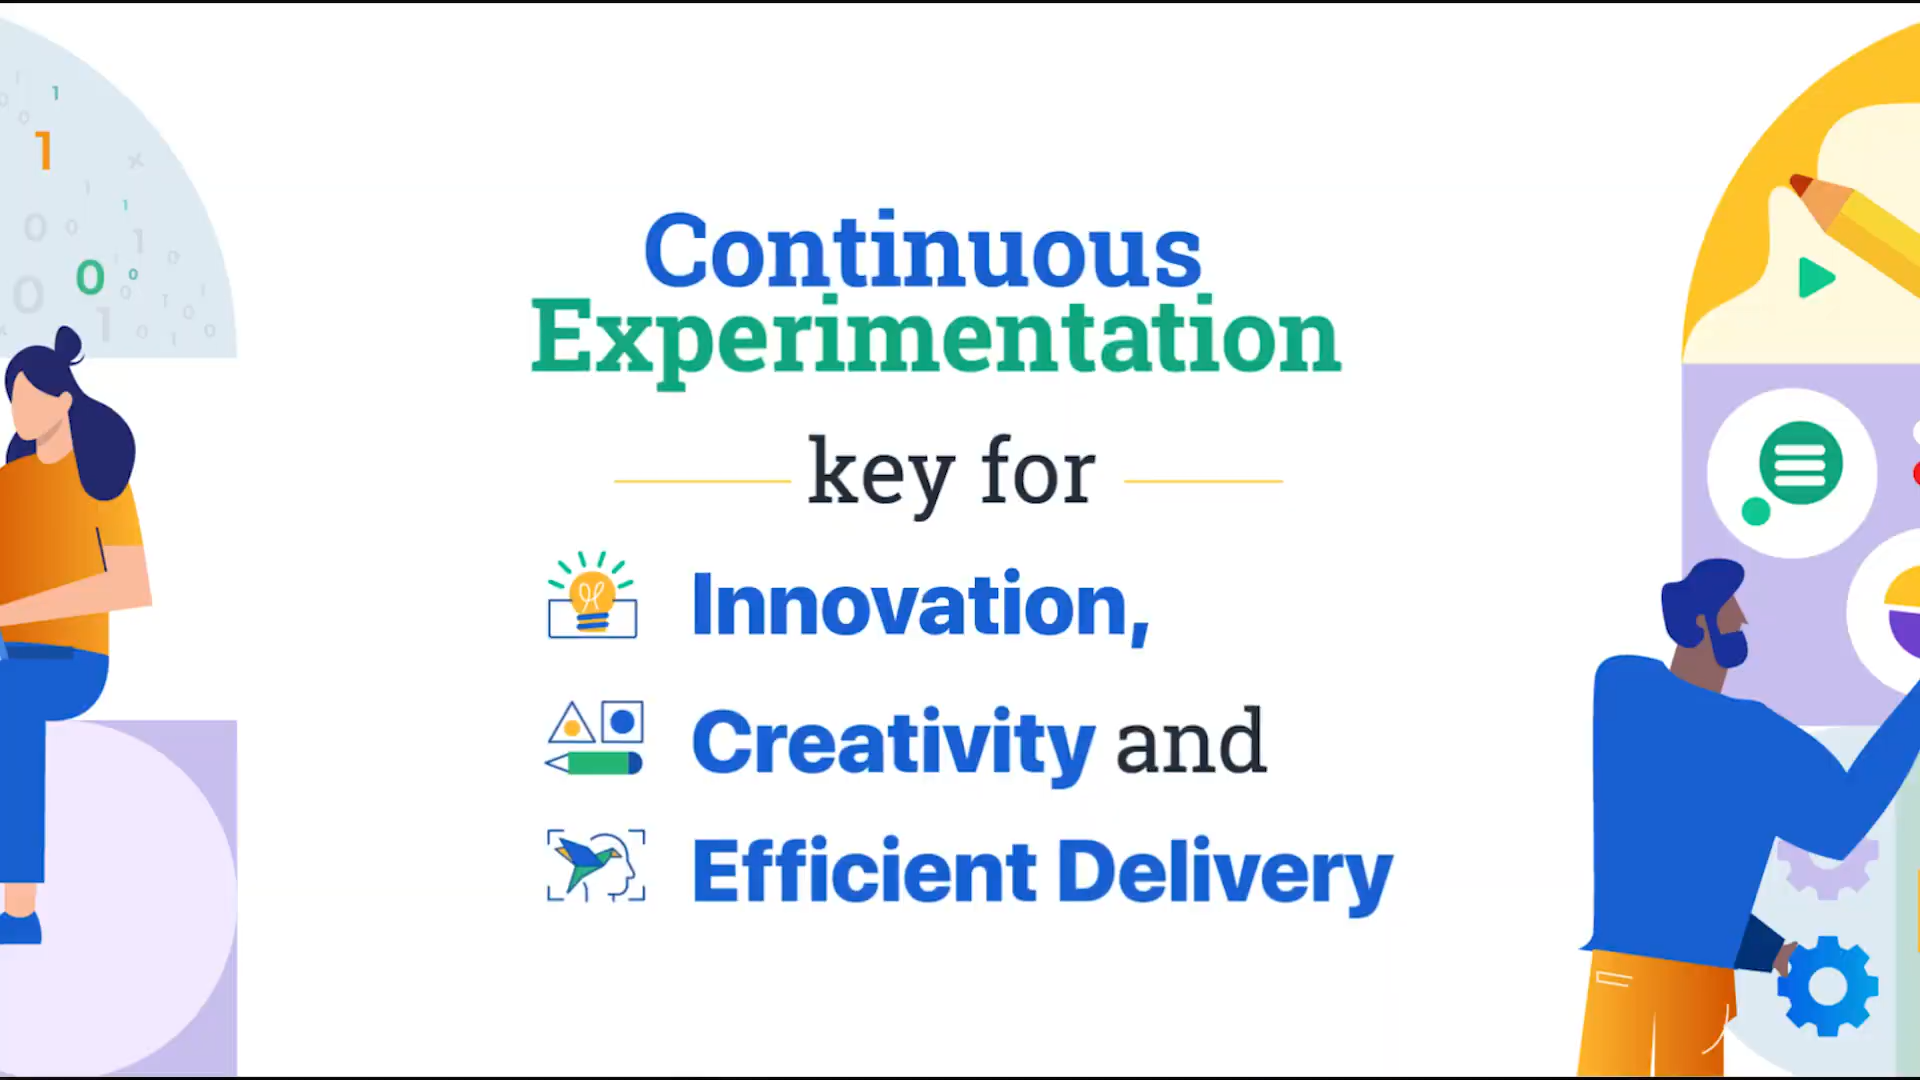 Continuous
Experimentation
key for
Innovation,
Creativity and
Efficient Delivery